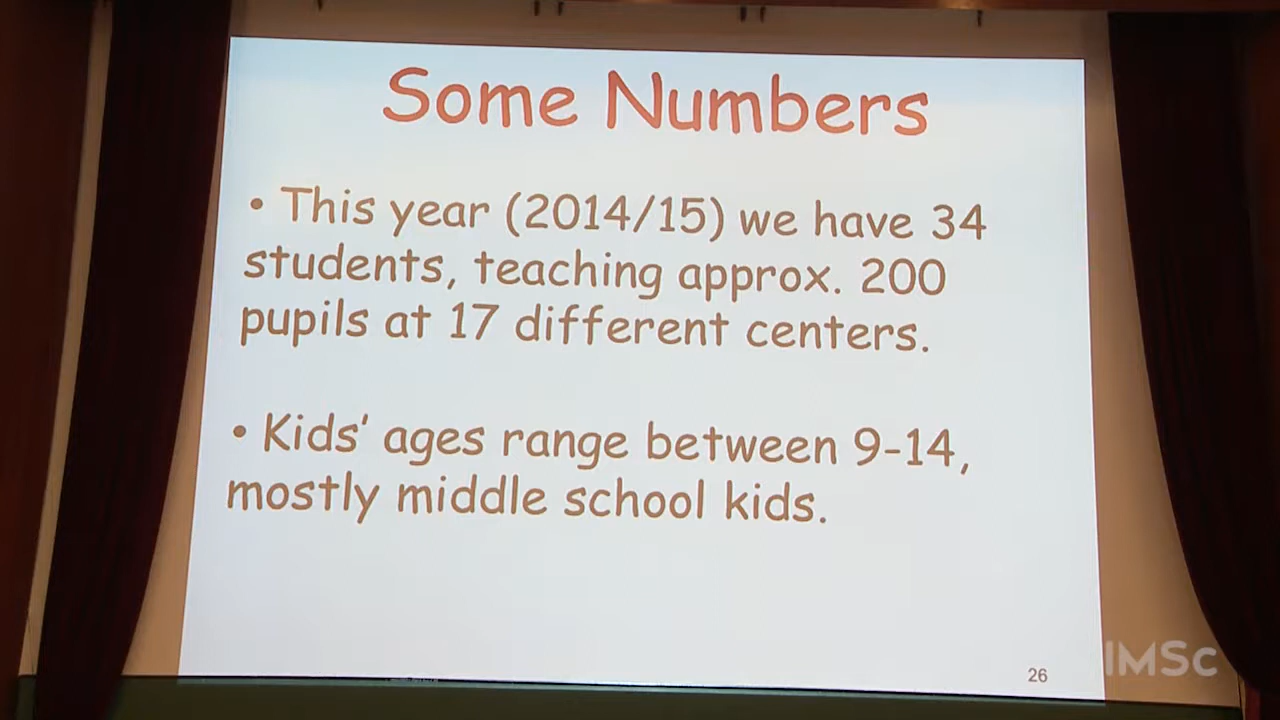 Some Numbers
• This year (2014/15) we have 34
students, teaching approx. 200
pupils at 17 different centers.
• Kids' ages range between 9-14,
mostly middle school kids.
26
IMSc